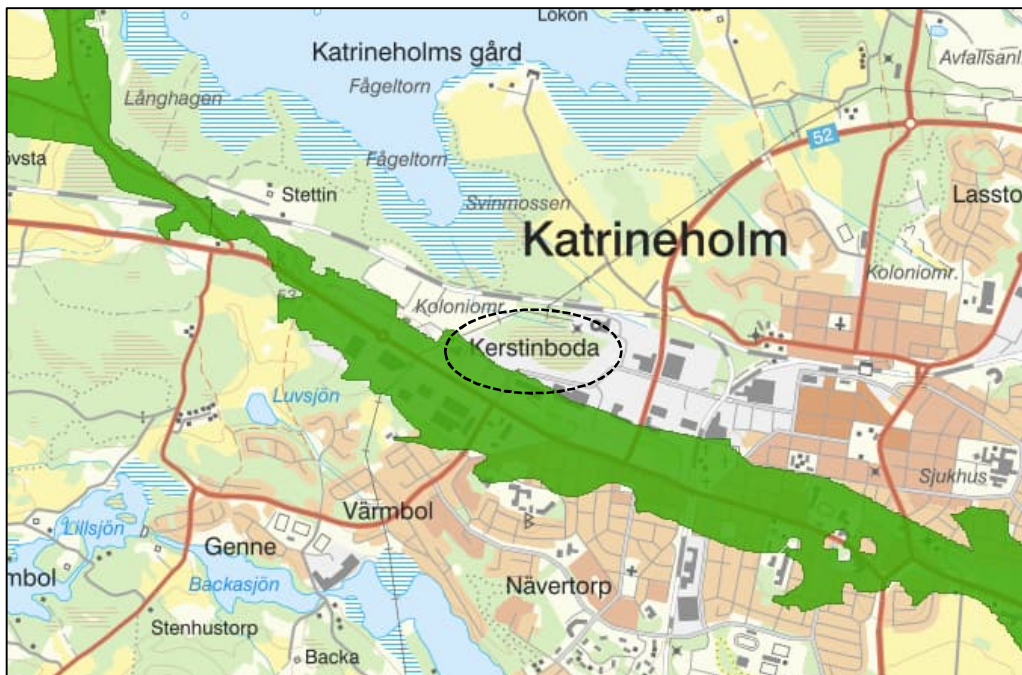 Lokon
Katrineholms gård
Avfallsanl.
Fågeltorn
Långhagen
52
Fågeltorn
Stettin
Svinmossen
Lassto
Katrineholm
Koloniomr.
Koloniomr.
Kerstinboda
Luvsjön
Sjukhus
Värmbol
Lillsjön
Genne
mbol
Backasjön
Nävertorp
Stenhustorp
Backa